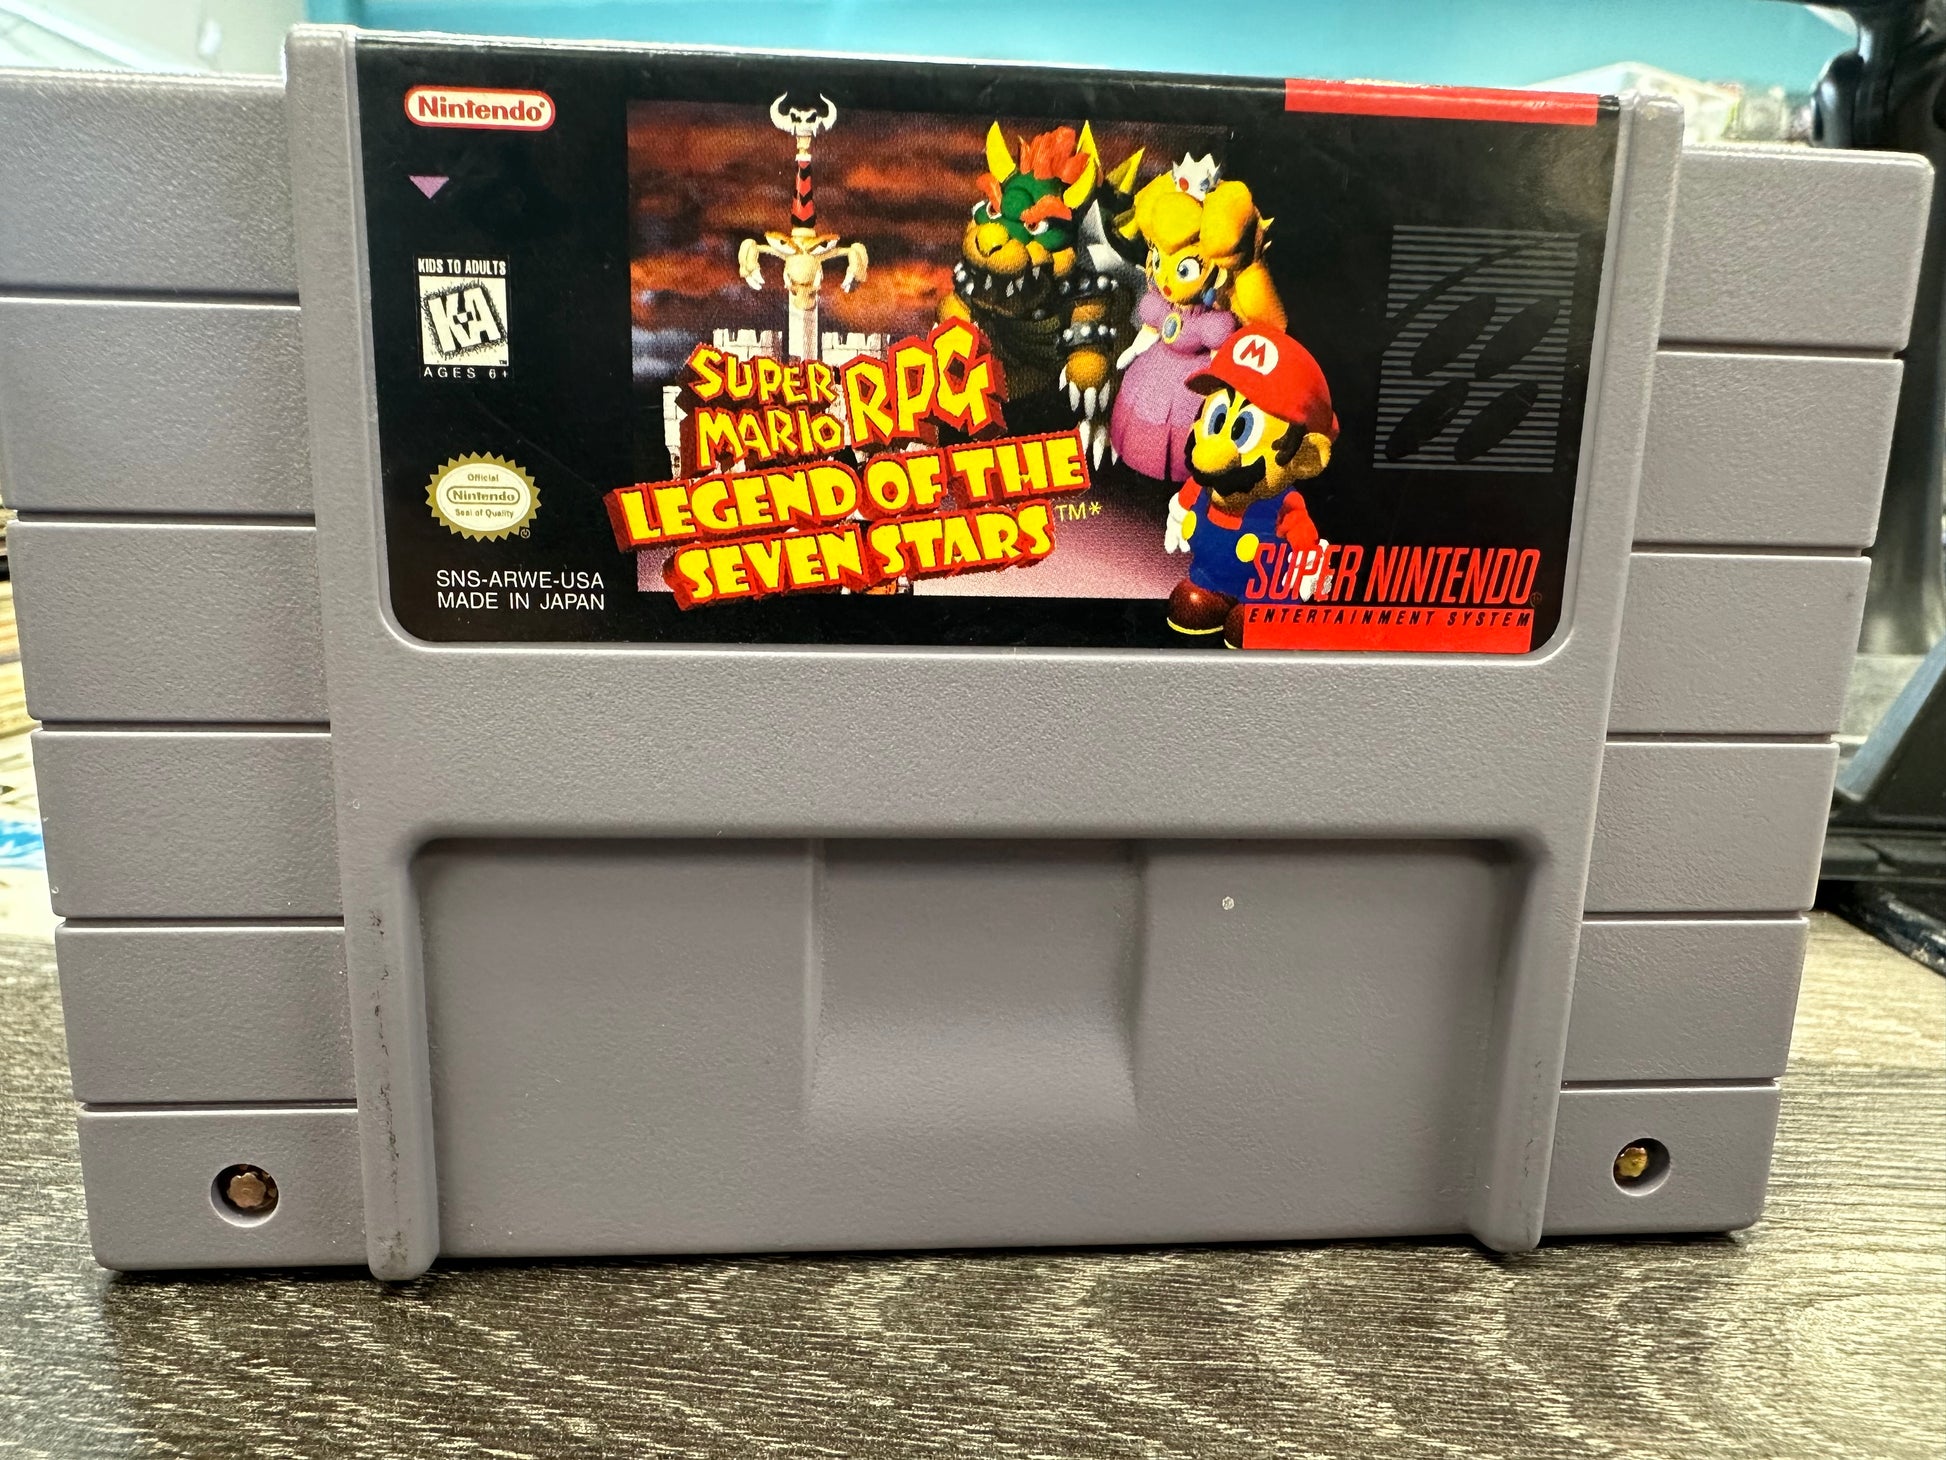 Nintendo®
KIDS TO ADULTS
K-A
™
AGES 6+
Official
Nintendo
Seal of Quality
SNS-ARWE-USA
MADE IN JAPAN
SUPER
MARIO RPG
LEGEND OF THE
SEVEN STARS™*
M
SUPER NINTENDO®
ENTERTAINMENT SYSTEM